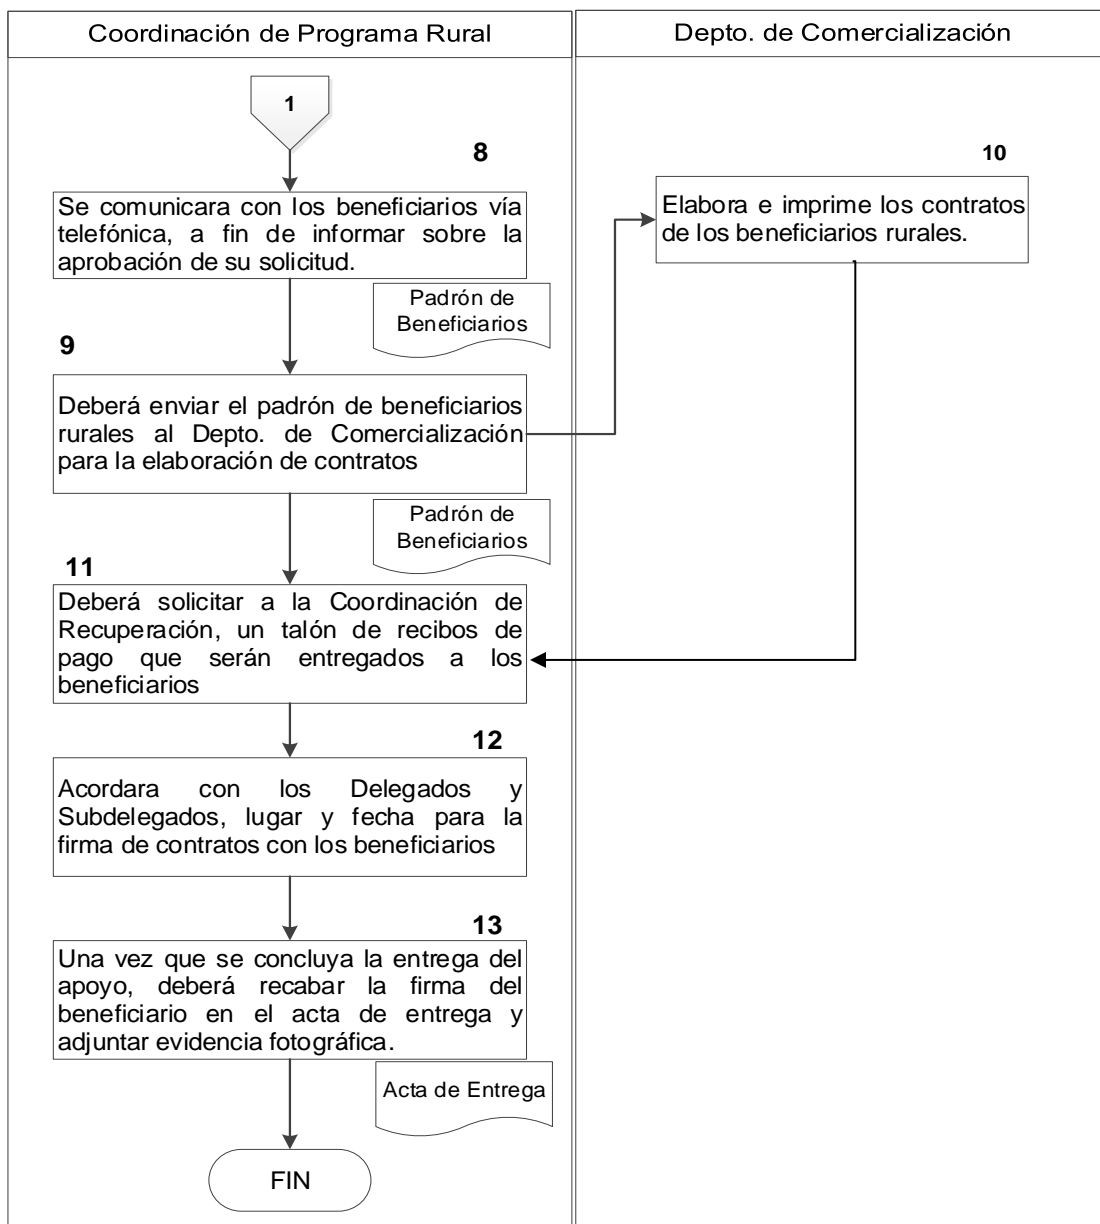 Coordinación de Programa Rural
Depto. de Comercialización
1
8
Se comunicara con los beneficiarios vía
telefónica, a fin de informar sobre la
aprobación de su solicitud.
Padrón de
Beneficiarios
9
Deberá enviar el padrón de beneficiarios
rurales al Depto. de Comercialización
para la elaboración de contratos
Padrón de
Beneficiarios
10
Elabora e imprime los contratos
de los beneficiarios rurales.
11
Deberá solicitar a la Coordinación de
Recuperación, un talón de recibos de
pago que serán entregados a los
beneficiarios
12
Acordara con los Delegados y
Subdelegados, lugar y fecha para la
firma de contratos con los beneficiarios
13
Una vez que se concluya la entrega del
apoyo, deberá recabar la firma del
beneficiario en el acta de entrega y
adjuntar evidencia fotográfica.
Acta de Entrega
FIN